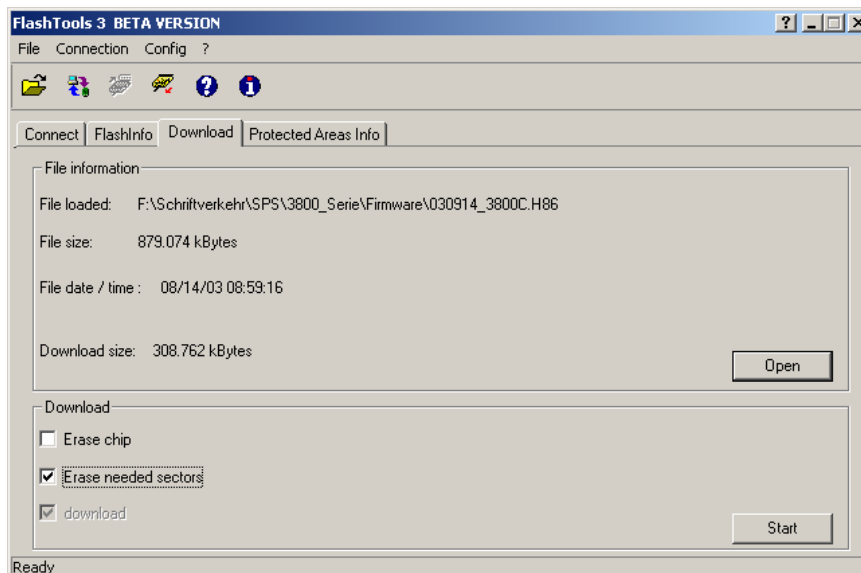 FlashTools 3 BETA VERSION
File Connection Config ?
Connect FlashInfo Download Protected Areas Info
File information
File loaded: F:\Schriftverkehr\SPS\3800_Serie\Firmware\030914_3800C.H86
File size: 879.074 kBytes
File date / time : 08/14/03 08:59:16
Download size: 308.762 kBytes
Open
Download
Erase chip
Erase needed sectors
download
Start
Ready